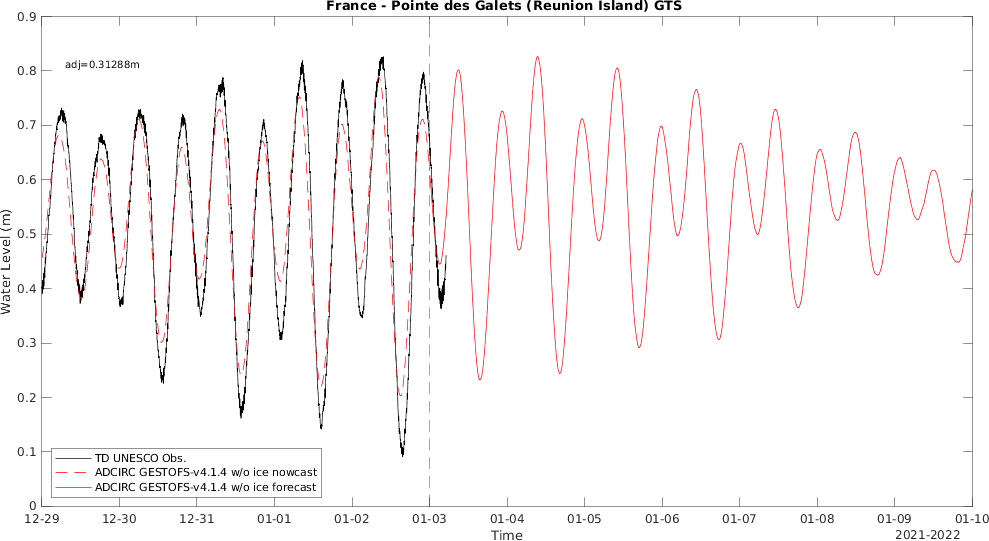 France - Pointe des Galets (Reunion Island) GTS
0.9
0.8
0.7
0.6
0.5
0.4
0.3
0.2
0.1
0
Water Level (m)
adj=0.31288m
TD UNESCO Obs.
ADCIRC GESTOFS-v4.1.4 w/o ice nowcast
ADCIRC GESTOFS-v4.1.4 w/o ice forecast
12-29 12-30 12-31 01-01 01-02 01-03 01-04 01-05 01-06 01-07 01-08 01-09 01-10
Time
2021-2022